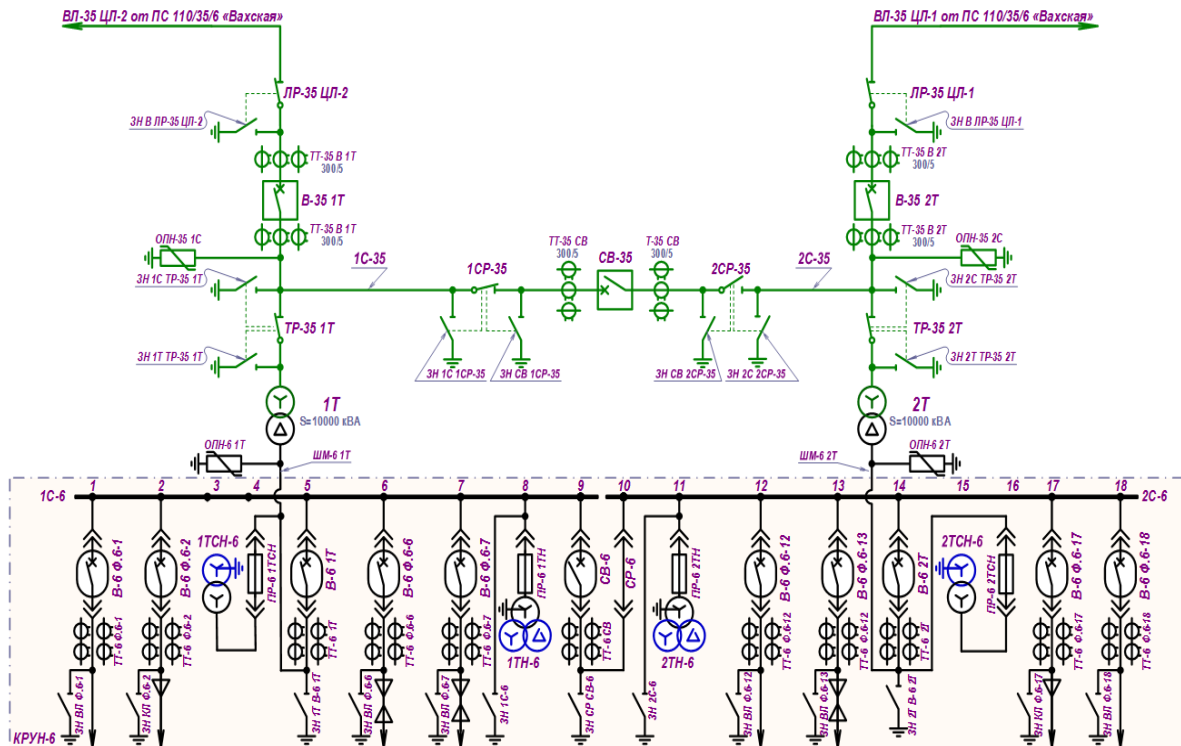 ВЛ-35 ЦЛ-2 от ПС 110/35/6 «Вахская»
ВЛ-35 ЦЛ-1 от ПС 110/35/6 «Вахская»
ЛР-35 ЦЛ-2
ЛР-35 ЦЛ-1
ЗН В ЛР-35 ЦЛ-2
ЗН В ЛР-35 ЦЛ-1
ТТ-35 В 1Т
300/5
ТТ-35 В 2Т
300/5
В-35 1Т
В-35 2Т
ОПН-35 1С
ТТ-35 В 1Т
300/5
ТТ-35 СВ
300/5
Т-35 СВ
300/5
ТТ-35 В 2Т
300/5
ОПН-35 2С
1С-35
1СР-35
СВ-35
2СР-35
2С-35
ЗН 1С ТР-35 1Т
ЗН 2С ТР-35 2Т
ТР-35 1Т
ТР-35 2Т
ЗН 1Т ТР-35 1Т
ЗН 2Т ТР-35 2Т
ЗН 1С 1СР-35
ЗН СВ 1СР-35
ЗН СВ 2СР-35
ЗН 2С 2СР-35
1Т
S=10000 кВА
2Т
S=10000 кВА
ОПН-6 1Т
ШМ-6 1Т
ШМ-6 2Т
ОПН-6 2Т
1С-6
1
2
3
4
5
6
7
8
9
10
11
12
13
14
15
16
17
18
2С-6
В-6 Ф.6-1
В-6 Ф.6-2
1ТСН-6
ПР-6 1ТСН
В-6 1Т
В-6 Ф.6-6
В-6 Ф.6-7
ПР-6 1ТН
СВ-6
СР-6
ПР-6 2ТН
В-6 Ф.6-12
В-6 Ф.6-13
В-6 2Т
2ТСН-6
ПР-6 2ТСН
В-6 Ф.6-17
В-6 Ф.6-18
ТТ-6 Ф.6-1
ТТ-6 Ф.6-2
ТТ-6 1Т
ТТ-6 Ф.6-6
ТТ-6 Ф.6-7
1ТН-6
ТТ-6 СВ
2ТН-6
ТТ-6 Ф.6-12
ТТ-6 Ф.6-12
ТТ-6 2Т
ТТ-6 Ф.6-17
ТТ-6 Ф.6-18
ЗН ВЛ Ф.6-1
ЗН КЛ Ф.6-2
ЗН 1Т В-6 1Т
ЗН ВЛ Ф.6-6
ЗН ВЛ Ф.6-7
ЗН 1С-6
ЗН СР СВ-6
ЗН 2С-6
ЗН ВЛ Ф.6-12
ЗН ВЛ Ф.6-13
ЗН 2Т В-6 2Т
ЗН КЛ Ф.6-17
ЗН ВЛ Ф.6-18
КРУН-6